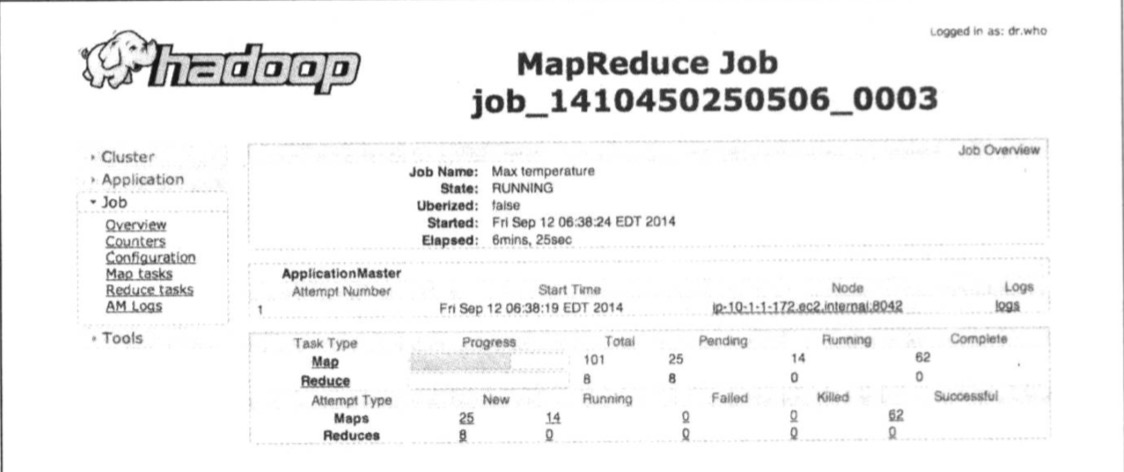 Logged in as: dr.who
hadoop
MapReduce Job
job_1410450250506_0003
Cluster
Application
Job
Overview
Counters
Configuration
Map tasks
Reduce tasks
AM Logs
Tools
Job Overview
Job Name: Max temperature
State: RUNNING
Uberized: false
Started: Fri Sep 12 06:38:24 EDT 2014
Elapsed: 6mins, 25sec
ApplicationMaster
Attempt Number Start Time Node Logs
1 Fri Sep 12 06:38:19 EDT 2014 ip-10-1-1-172.ec2.internal:8042 logs
Task Type Progress Total Pending Running Complete
Map 101 25 14 62
Reduce 8 8 0 0
Attempt Type New Running Failed Killed Successful
Maps 25 14 0 0 62
Reduces 8 0 0 0 0